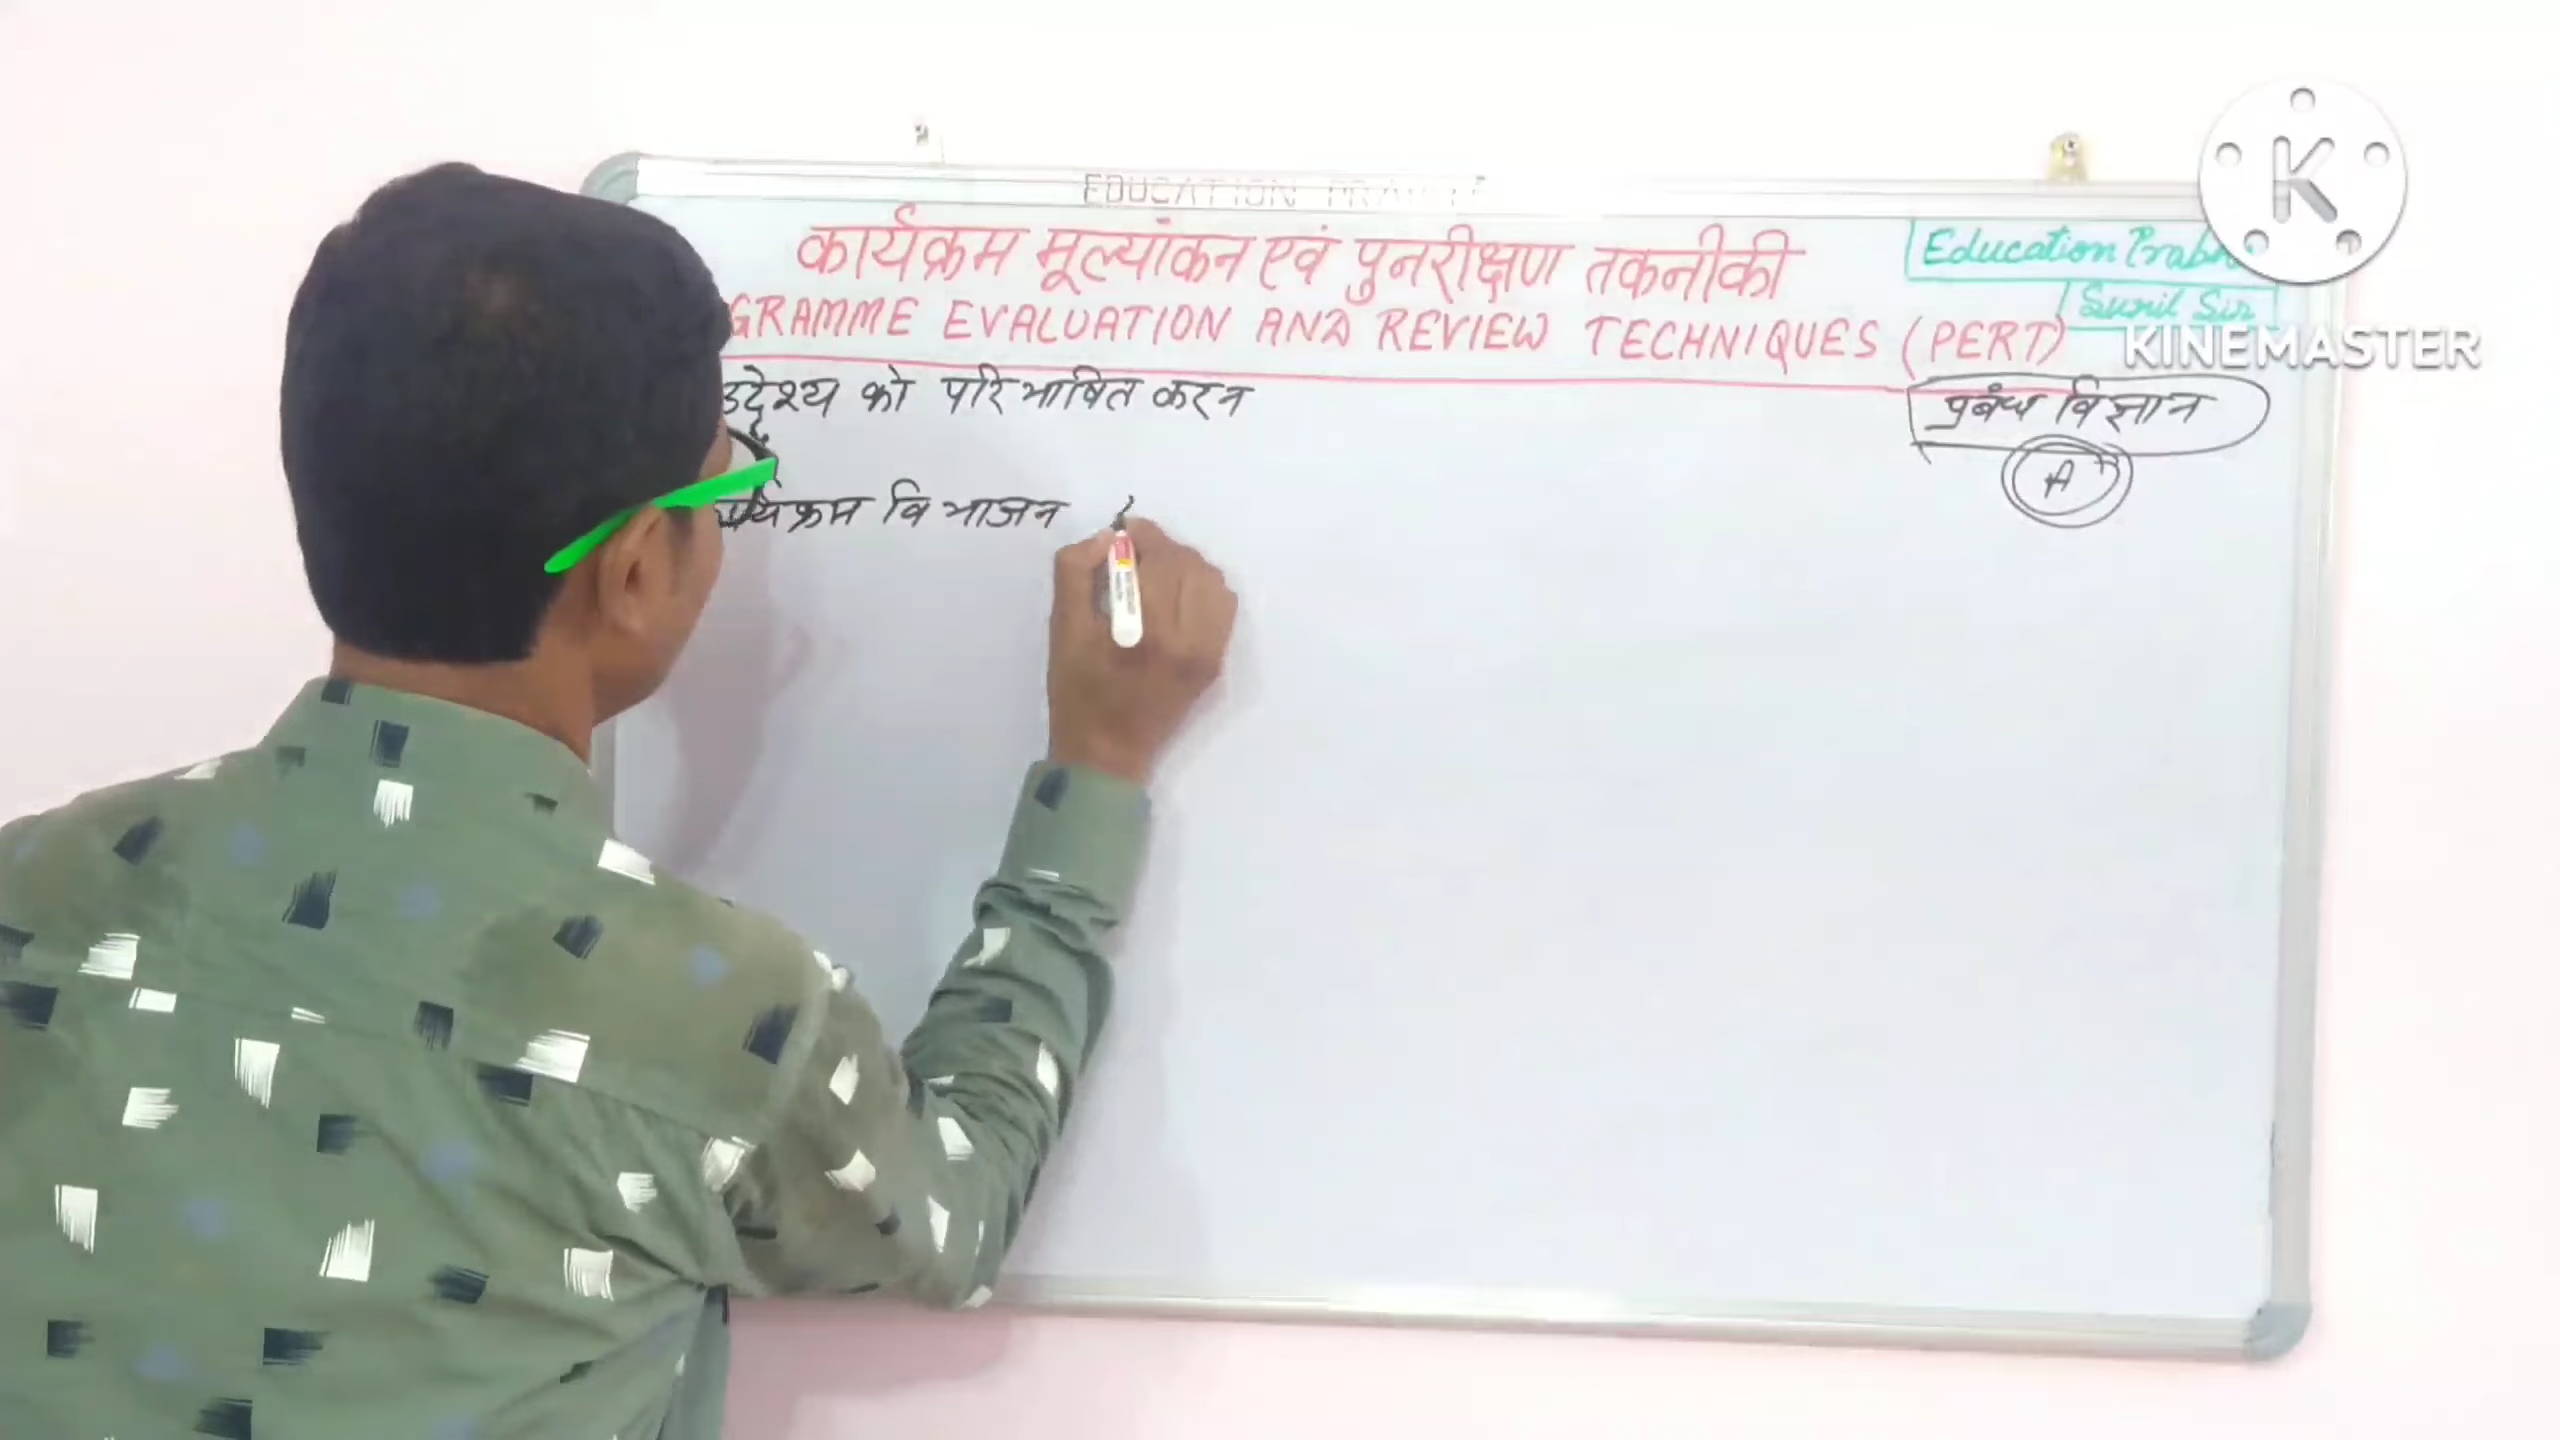 EDUCATION
कार्यक्रम मूल्यांकन एवं पुनरीक्षण तकनीकी
GRAMME EVALUATION AND REVIEW TECHNIQUES (PERT)
Education Prabh
Sunil Sir
KINEMASTER
K
उद्देश्य को परिभाषित करन
प्रबंध विज्ञान
A
र्यक्रम विभाजन